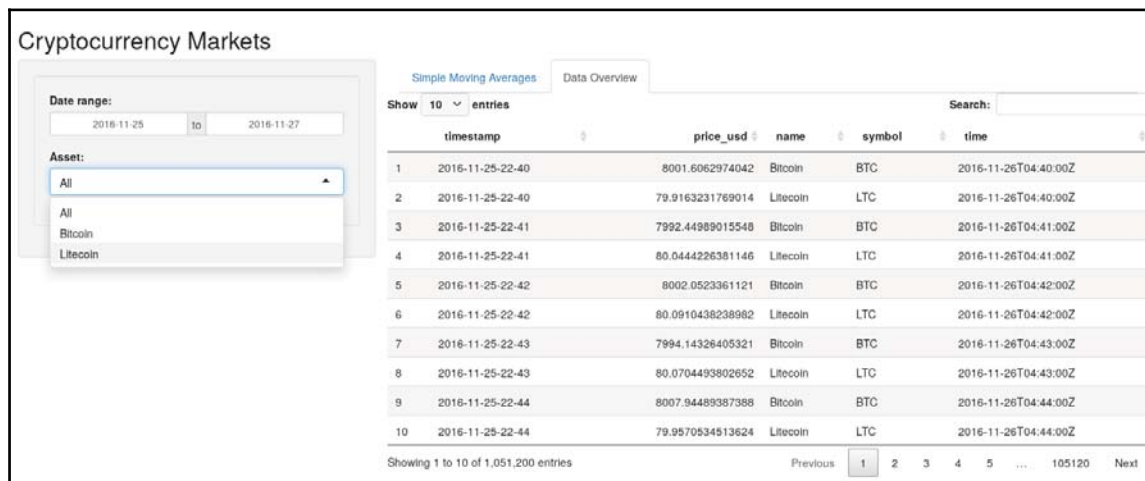 Cryptocurrency Markets
Date range:
2016-11-25 to 2016-11-27
Asset:
All
All
Bitcoin
Litecoin
Simple Moving Averages Data Overview
Show 10 entries Search:
timestamp price_usd name symbol time
1 2016-11-25-22-40 8001.6062974042 Bitcoin BTC 2016-11-26T04:40:00Z
2 2016-11-25-22-40 79.9163231769014 Litecoin LTC 2016-11-26T04:40:00Z
3 2016-11-25-22-41 7992.44989015548 Bitcoin BTC 2016-11-26T04:41:00Z
4 2016-11-25-22-41 80.0444226381146 Litecoin LTC 2016-11-26T04:41:00Z
5 2016-11-25-22-42 8002.0523361121 Bitcoin BTC 2016-11-26T04:42:00Z
6 2016-11-25-22-42 80.0910438238982 Litecoin LTC 2016-11-26T04:42:00Z
7 2016-11-25-22-43 7994.14326405321 Bitcoin BTC 2016-11-26T04:43:00Z
8 2016-11-25-22-43 80.0704493802652 Litecoin LTC 2016-11-26T04:43:00Z
9 2016-11-25-22-44 8007.94489387388 Bitcoin BTC 2016-11-26T04:44:00Z
10 2016-11-25-22-44 79.9570534513624 Litecoin LTC 2016-11-26T04:44:00Z
Showing 1 to 10 of 1,051,200 entries Previous 1 2 3 4 5 ... 105120 Next